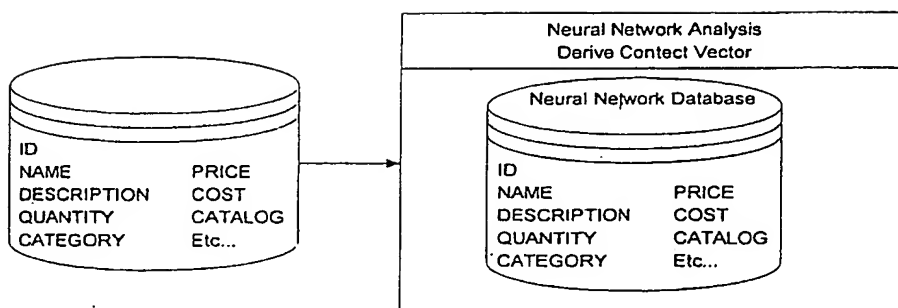 Neural Network Analysis
Derive Contect Vector
ID
NAME PRICE
DESCRIPTION COST
QUANTITY CATALOG
CATEGORY Etc...
Neural Network Database
ID
NAME PRICE
DESCRIPTION COST
QUANTITY CATALOG
CATEGORY Etc...